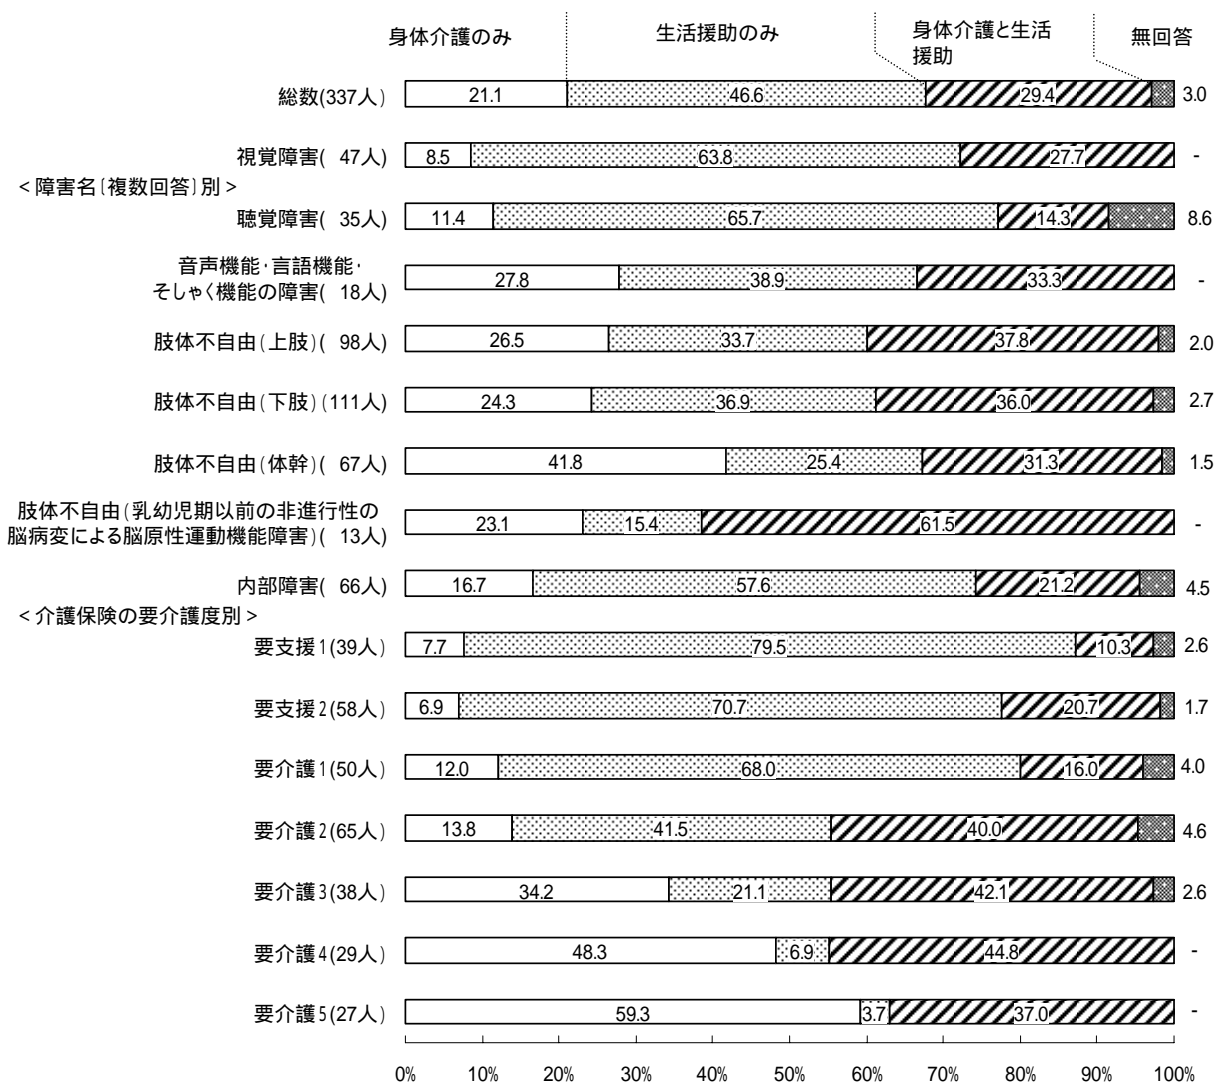 身体介護のみ 生活援助のみ 身体介護と生活 無回答
援助
総数(337人) 21.1 46.6 29.4 3.0
視覚障害( 47人) 8.5 63.8 27.7 -
<障害名〔複数回答〕別>
聴覚障害( 35人) 11.4 65.7 14.3 8.6
音声機能・言語機能・
そしゃく機能の障害( 18人) 27.8 38.9 33.3 -
肢体不自由(上肢)( 98人) 26.5 33.7 37.8 2.0
肢体不自由(下肢)(111人) 24.3 36.9 36.0 2.7
肢体不自由(体幹)( 67人) 41.8 25.4 31.3 1.5
肢体不自由(乳幼児期以前の非進行性の
脳病変による脳原性運動機能障害)( 13人) 23.1 15.4 61.5 -
内部障害( 66人) 16.7 57.6 21.2 4.5
<介護保険の要介護度別>
要支援1(39人) 7.7 79.5 10.3 2.6
要支援2(58人) 6.9 70.7 20.7 1.7
要介護1(50人) 12.0 68.0 16.0 4.0
要介護2(65人) 13.8 41.5 40.0 4.6
要介護3(38人) 34.2 21.1 42.1 2.6
要介護4(29人) 48.3 6.9 44.8 -
要介護5(27人) 59.3 3.7 37.0 -
0% 10% 20% 30% 40% 50% 60% 70% 80% 90% 100%